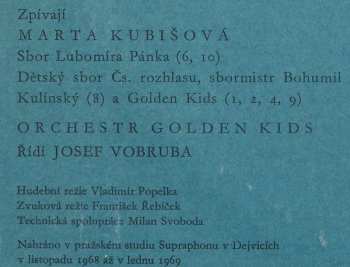 Zpívají
MARTA KUBIŠOVÁ
Sbor Lubomíra Pánka (6, 10)
Dětský sbor Čs. rozhlasu, sbormistr Bohumil
Kulínský (8) a Golden Kids (1, 2, 4, 9)
ORCHESTR GOLDEN KIDS
Řídí JOSEF VOBRUBA
Hudební režie Vladimír Popelka
Zvuková režie František Řebíček
Technická spolupráce Milan Svoboda
Nahráno v pražském studiu Supraphonu v Dejvicích
v listopadu 1968 až v lednu 1969